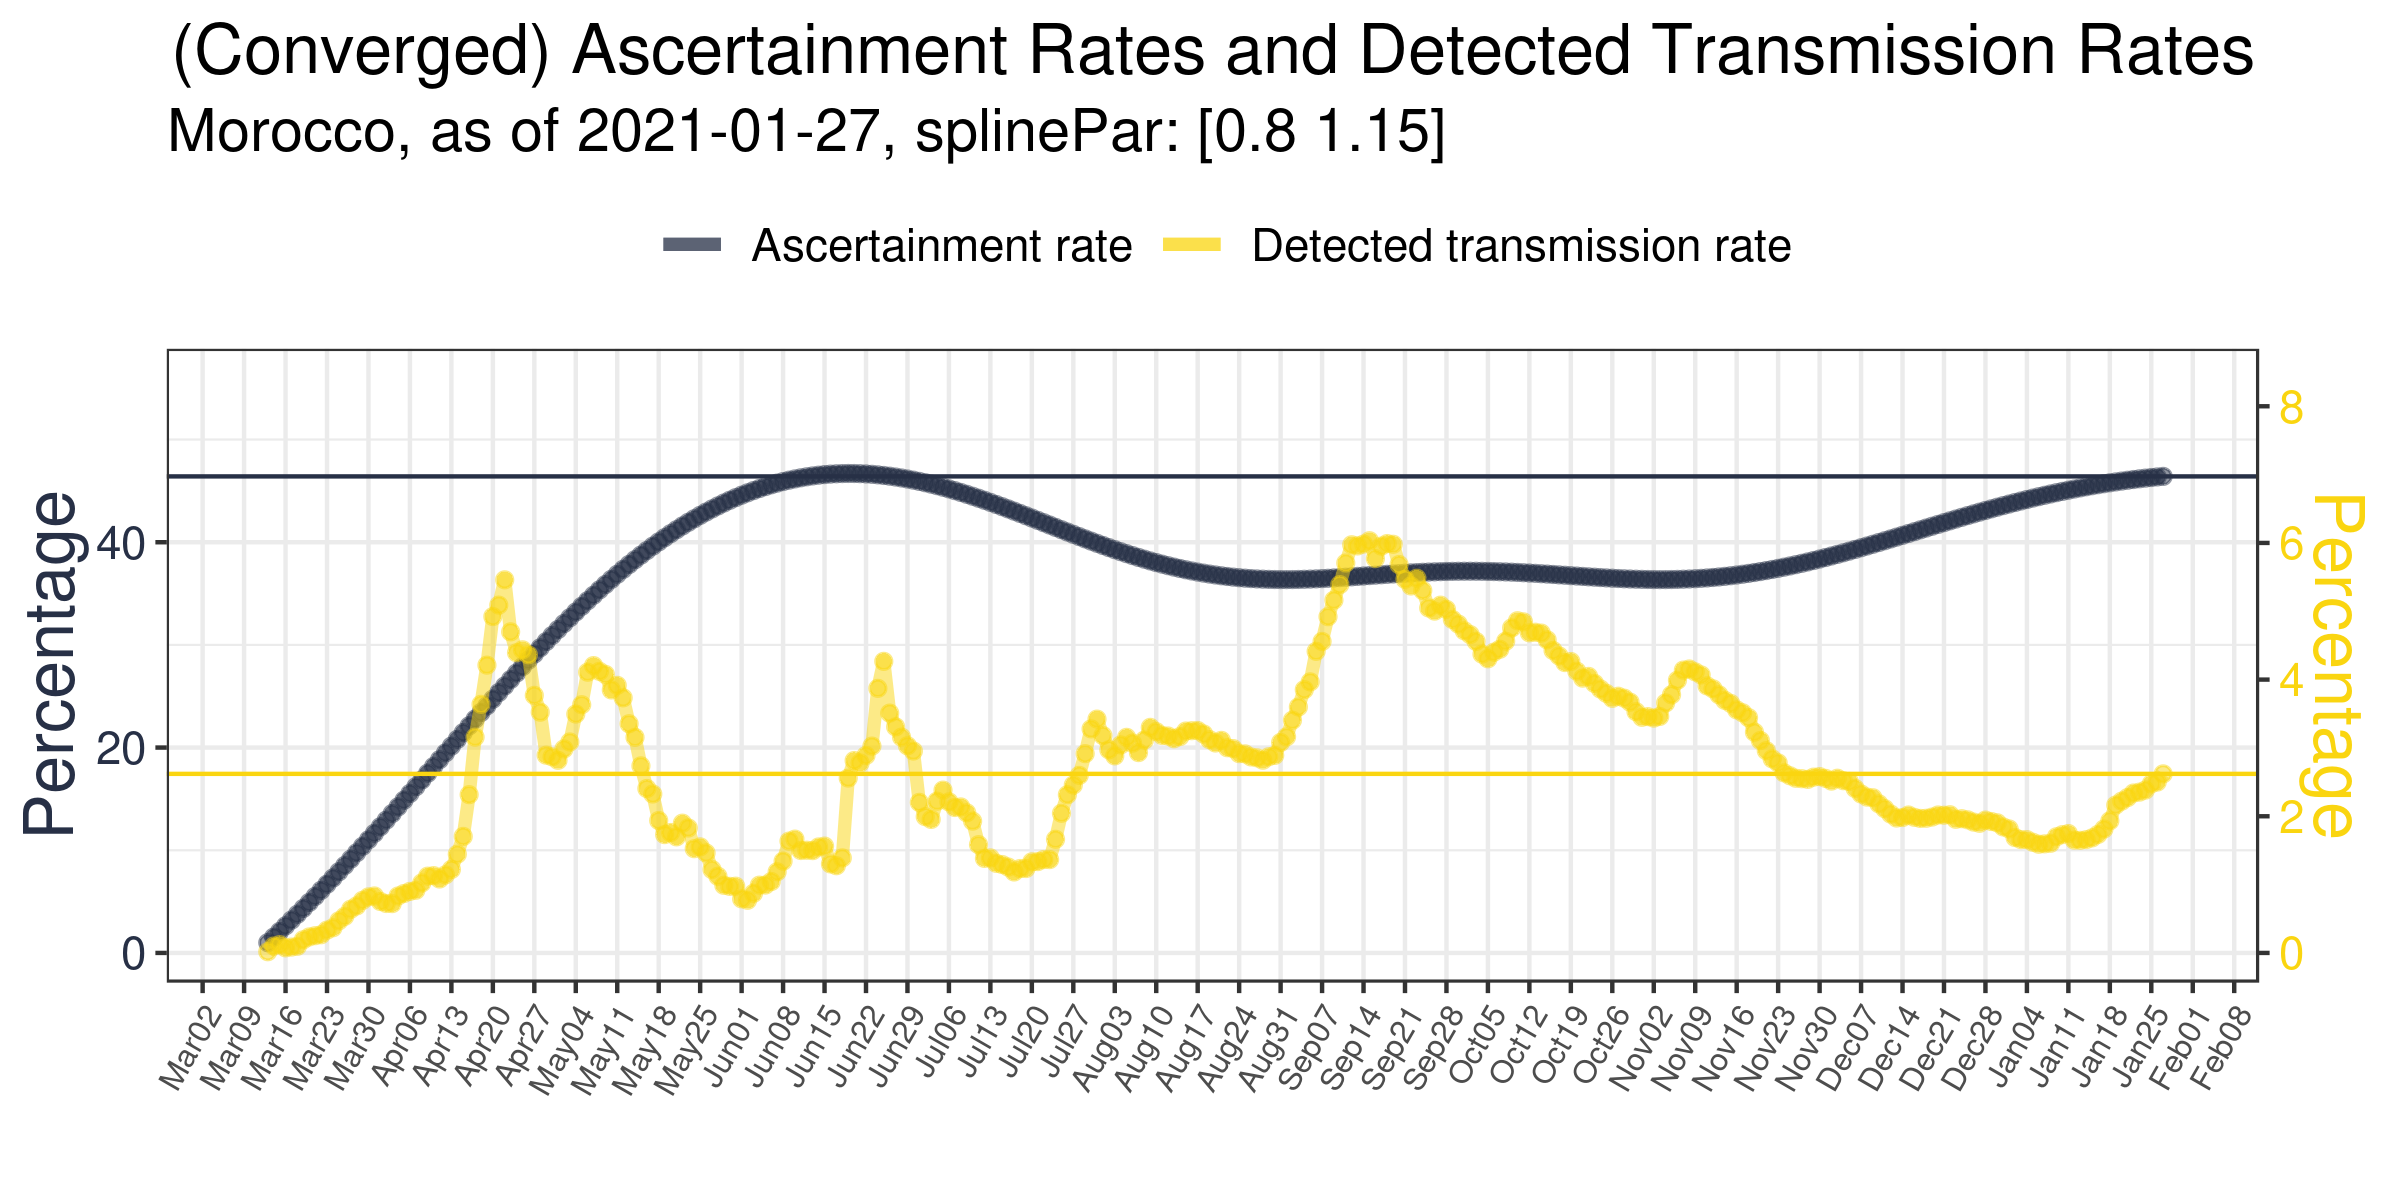 (Converged) Ascertainment Rates and Detected Transmission Rates
Morocco, as of 2021-01-27, splinePar: [0.8 1.15]
Ascertainment rate
Detected transmission rate
Percentage
40
20
0
8
6
4
2
0
Percentage
Mar02
Mar09
Mar16
Mar23
Mar30
Apr06
Apr13
Apr20
Apr27
May04
May11
May18
May25
Jun01
Jun08
Jun15
Jun22
Jun29
Jul06
Jul13
Jul20
Jul27
Aug03
Aug10
Aug17
Aug24
Aug31
Sep07
Sep14
Sep21
Sep28
Oct05
Oct12
Oct19
Oct26
Nov02
Nov09
Nov16
Nov23
Nov30
Dec07
Dec14
Dec21
Dec28
Jan04
Jan11
Jan18
Jan25
Feb01
Feb08